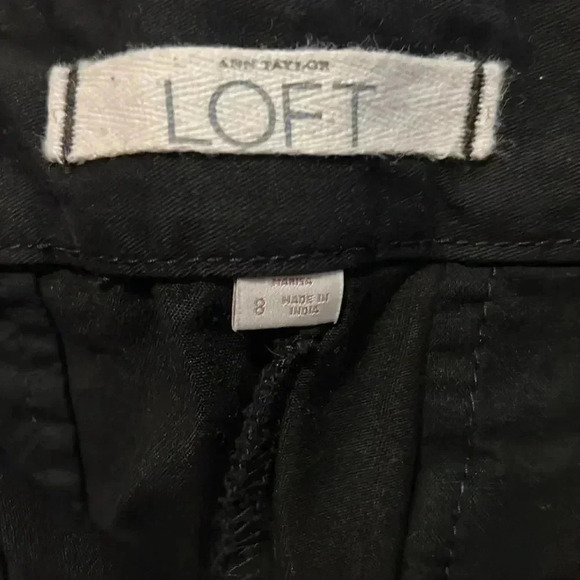 ANN TAYLOR
LOFT
MARISA
8 MADE IN
INDIA